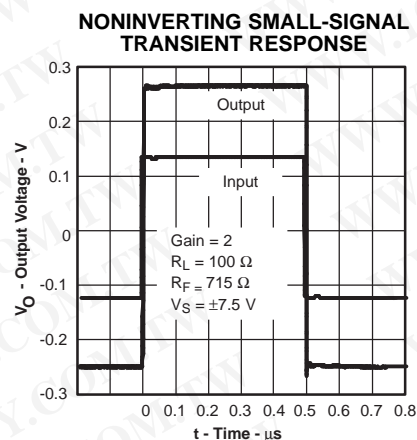 NONINVERTING SMALL-SIGNAL
TRANSIENT RESPONSE
0.3
0.2
0.1
0
-0.1
-0.2
-0.3
VO - Output Voltage - V
Output
Input
Gain = 2
RL = 100 Ω
RF = 715 Ω
VS = ±7.5 V
0 0.1 0.2 0.3 0.4 0.5 0.6 0.7 0.8
t - Time - μs